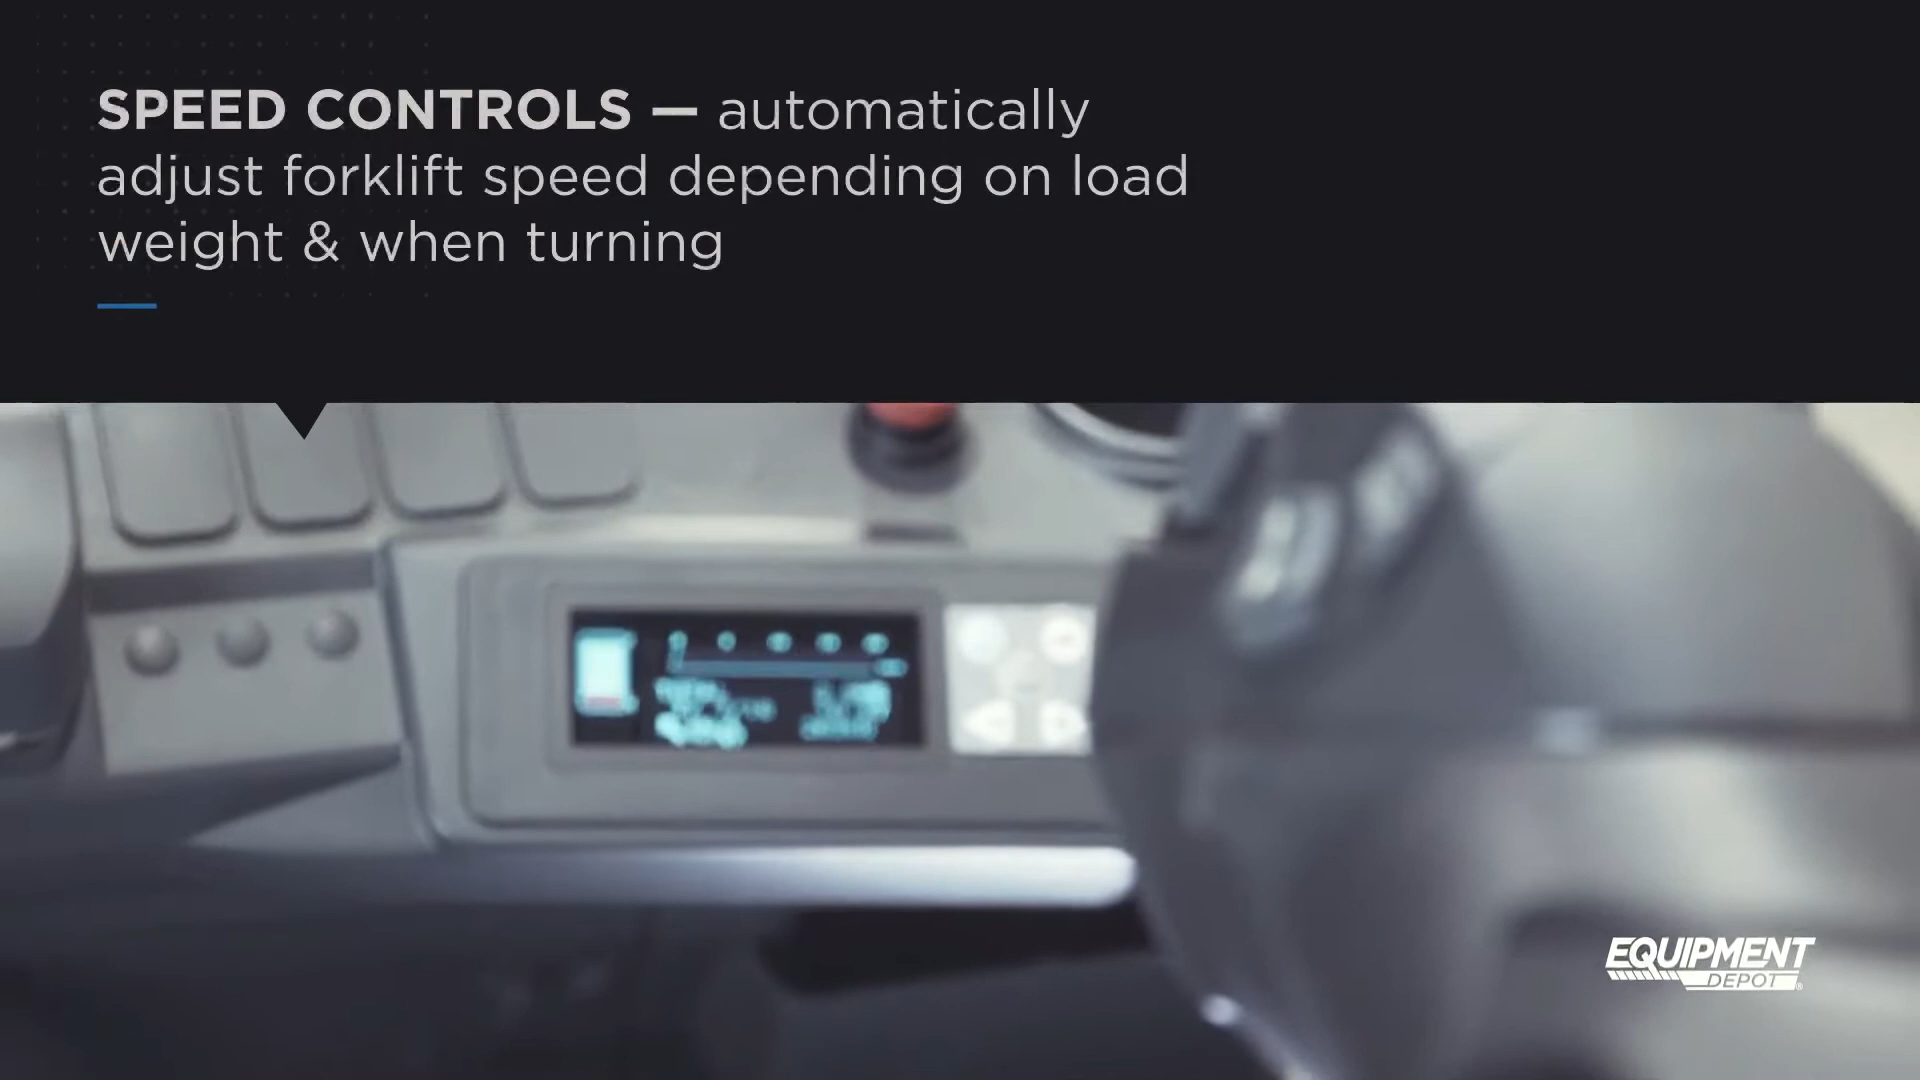 SPEED CONTROLS — automatically
adjust forklift speed depending on load
weight & when turning
EQUIPMENT
DEPOT®